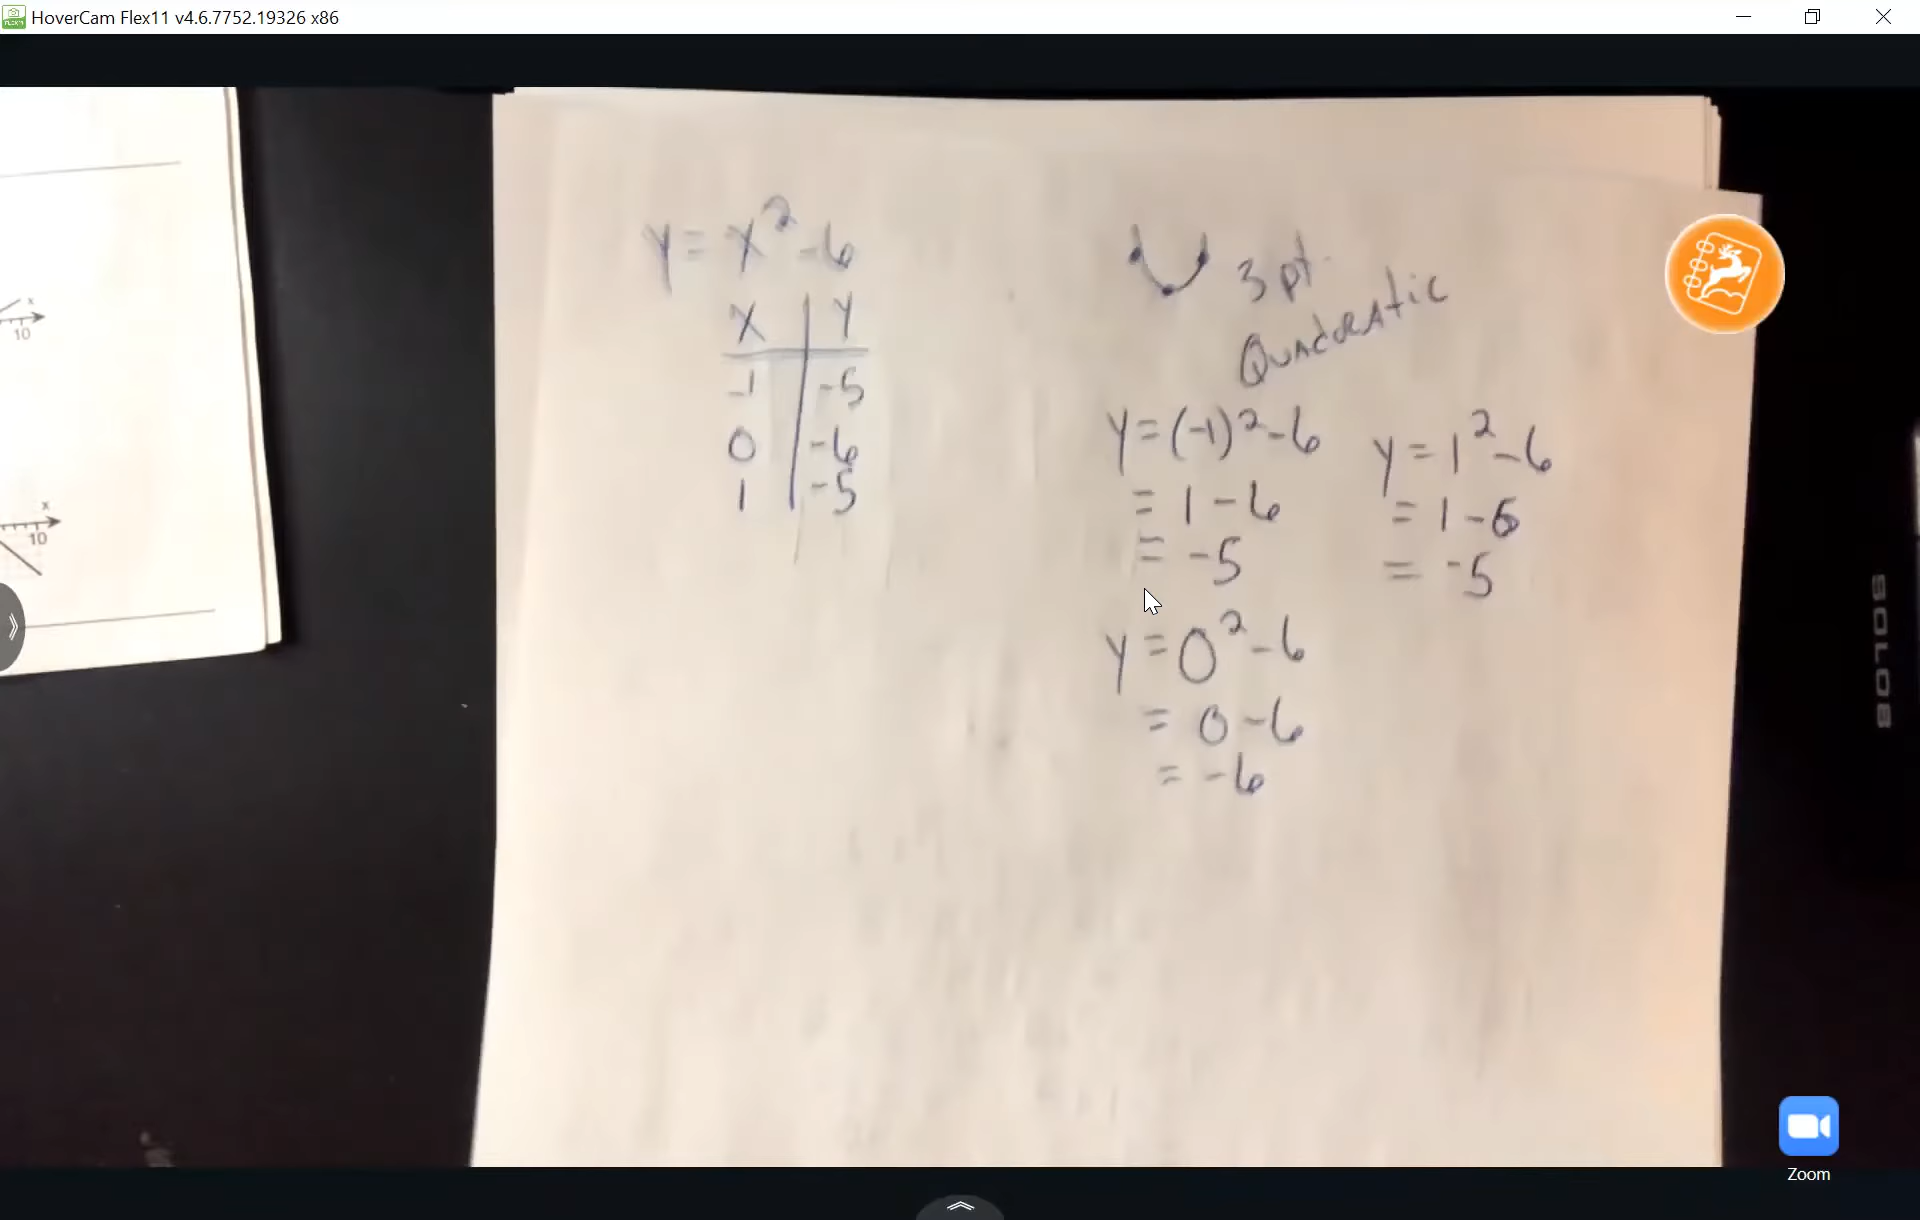 HoverCam Flex11 v4.6.7752.19326 x86
y = x² - 6
x | y
-1 | -5
0 | -6
1 | -5
3 pt.
Quadratic
y = (-1)² - 6
= 1 - 6
= -5
y = 1² - 6
= 1 - 6
= -5
y = 0² - 6
= 0 - 6
= -6
x
10
x
10
SOLO8
Zoom